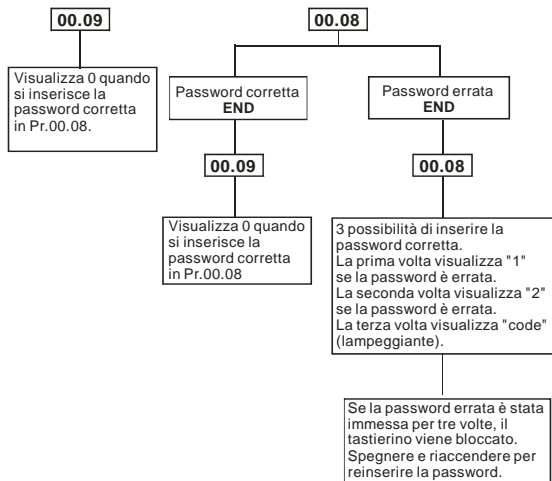 00.09
Visualizza 0 quando
si inserisce la
password corretta
in Pr.00.08.
00.08
Password corretta
END
00.09
Visualizza 0 quando
si inserisce la
password corretta
in Pr.00.08
Password errata
END
00.08
3 possibilità di inserire la
password corretta.
La prima volta visualizza "1"
se la password è errata.
La seconda volta visualizza "2"
se la password è errata.
La terza volta visualizza "code"
(lampeggiante).
Se la password errata è stata
immessa per tre volte, il
tastierino viene bloccato.
Spegnere e riaccendere per
reinserire la password.